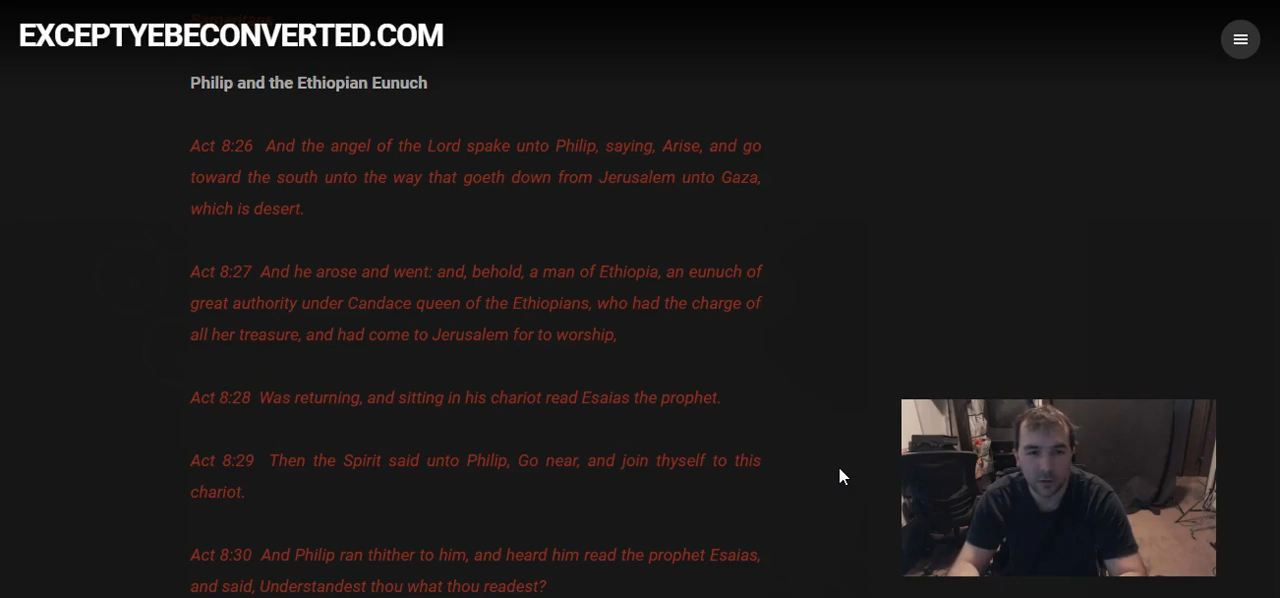 EXCEPTYEBECONVERTED.COM
Philip and the Ethiopian Eunuch
Act 8:26 And the angel of the Lord spake unto Philip, saying, Arise, and go
toward the south unto the way that goeth down from Jerusalem unto Gaza,
which is desert.
Act 8:27 And he arose and went: and, behold, a man of Ethiopia, an eunuch of
great authority under Candace queen of the Ethiopians, who had the charge of
all her treasure, and had come to Jerusalem for to worship,
Act 8:28 Was returning, and sitting in his chariot read Esaias the prophet.
Act 8:29 Then the Spirit said unto Philip, Go near, and join thyself to this
chariot.
Act 8:30 And Philip ran thither to him, and heard him read the prophet Esaias,
and said, Understandest thou what thou readest?